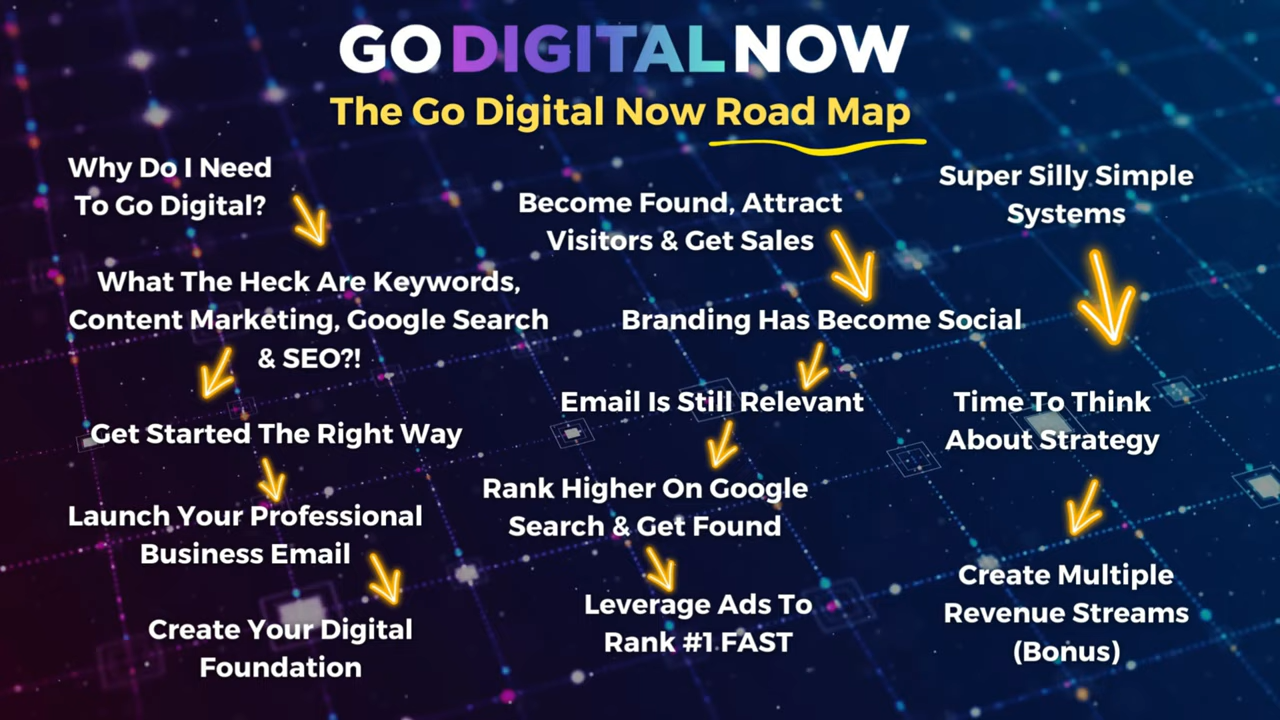 GO DIGITAL NOW
The Go Digital Now Road Map
Why Do I Need
To Go Digital?
What The Heck Are Keywords,
Content Marketing, Google Search
& SEO?!
Get Started The Right Way
Launch Your Professional
Business Email
Create Your Digital
Foundation
Become Found, Attract
Visitors & Get Sales
Branding Has Become Social
Email Is Still Relevant
Rank Higher On Google
Search & Get Found
Leverage Ads To
Rank #1 FAST
Super Silly Simple
Systems
Time To Think
About Strategy
Create Multiple
Revenue Streams
(Bonus)